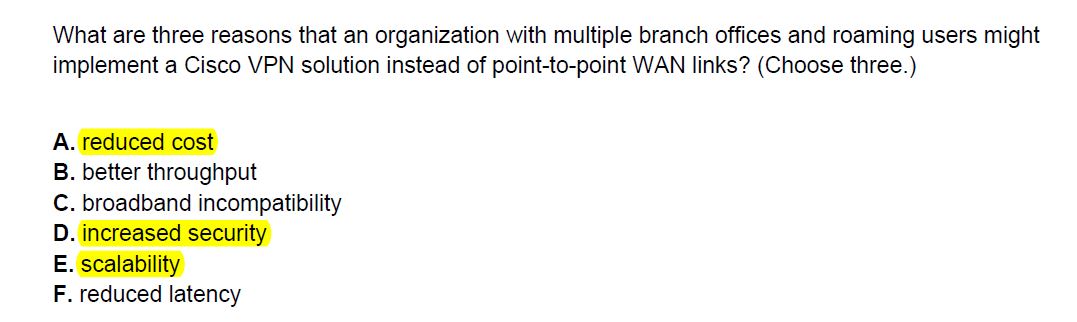 What are three reasons that an organization with multiple branch offices and roaming users might
implement a Cisco VPN solution instead of point-to-point WAN links? (Choose three.)
A. reduced cost
B. better throughput
C. broadband incompatibility
D. increased security
E. scalability
F. reduced latency